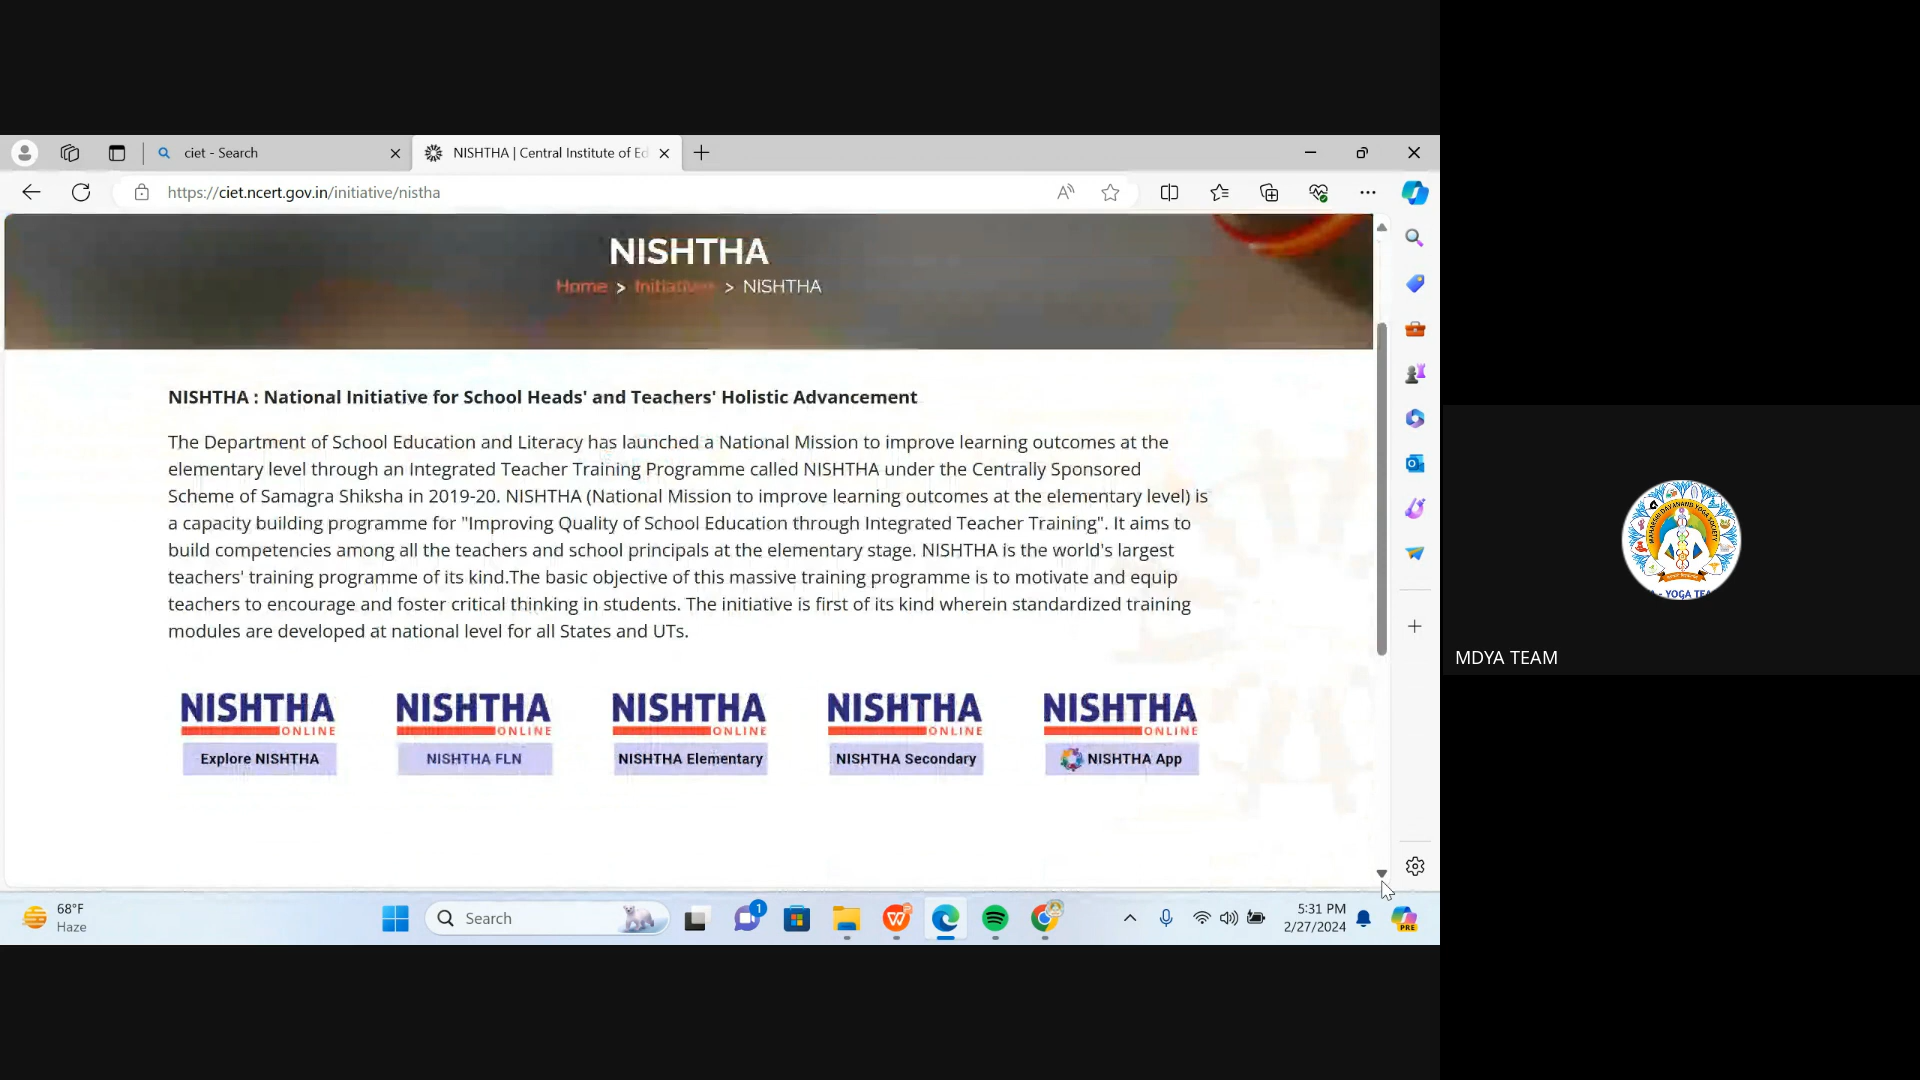 ciet - Search
NISHTHA | Central Institute of Ed
https://ciet.ncert.gov.in/initiative/nistha
NISHTHA
Home > Initiatives > NISHTHA
NISHTHA : National Initiative for School Heads' and Teachers' Holistic Advancement
The Department of School Education and Literacy has launched a National Mission to improve learning outcomes at the
elementary level through an Integrated Teacher Training Programme called NISHTHA under the Centrally Sponsored
Scheme of Samagra Shiksha in 2019-20. NISHTHA (National Mission to improve learning outcomes at the elementary level) is
a capacity building programme for "Improving Quality of School Education through Integrated Teacher Training". It aims to
build competencies among all the teachers and school principals at the elementary stage. NISHTHA is the world's largest
teachers' training programme of its kind.The basic objective of this massive training programme is to motivate and equip
teachers to encourage and foster critical thinking in students. The initiative is first of its kind wherein standardized training
modules are developed at national level for all States and UTs.
NISHTHA ONLINE
Explore NISHTHA
NISHTHA ONLINE
NISHTHA FLN
NISHTHA ONLINE
NISHTHA Elementary
NISHTHA ONLINE
NISHTHA Secondary
NISHTHA ONLINE
NISHTHA App
MAHARSHI DAYANAND YOGA SOCIETY
- YOGA TEA
MDYA TEAM
68°F
Haze
Search
1
PRE
5:31 PM
2/27/2024